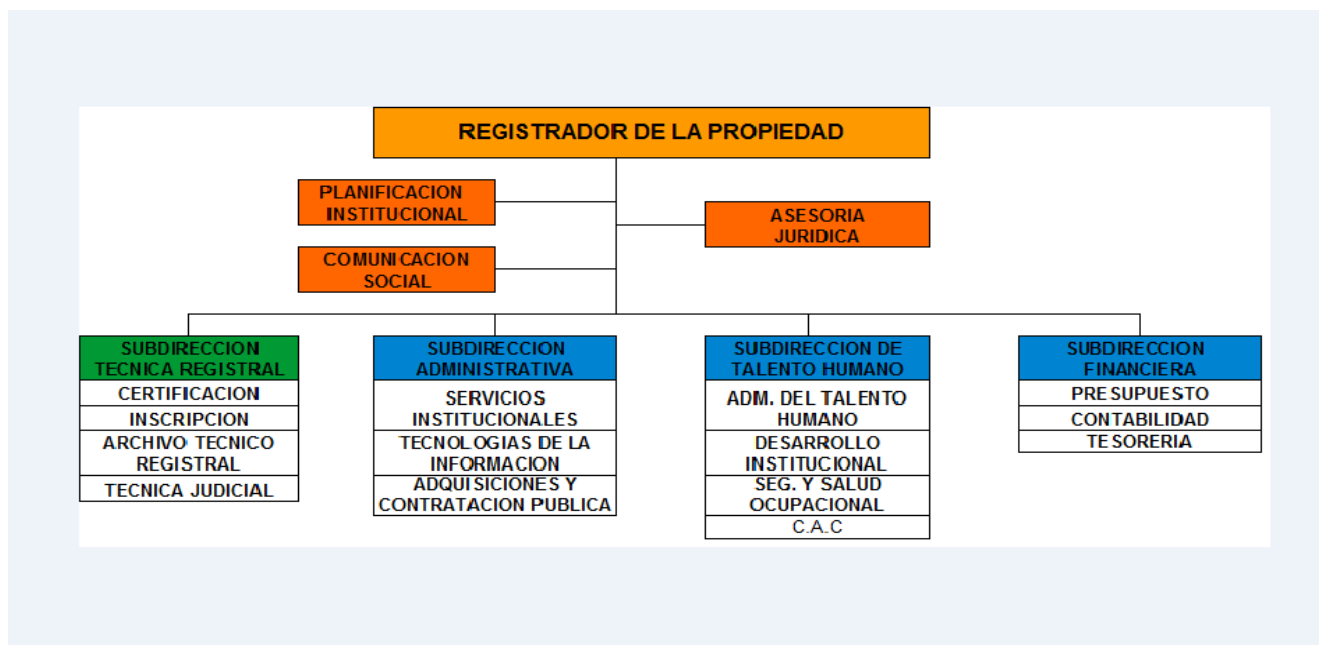 REGISTRADOR DE LA PROPIEDAD
PLANIFICACION
INSTITUCIONAL
ASESORIA
JURIDICA
COMUNICACION
SOCIAL
SUBDIRECCION
TECNICA REGISTRAL
CERTIFICACION
INSCRIPCION
ARCHIVO TECNICO
REGISTRAL
TECNICA JUDICIAL
SUBDIRECCION
ADMINISTRATIVA
SERVICIOS
INSTITUCIONALES
TECNOLOGIAS DE LA
INFORMACION
ADQUISICIONES Y
CONTRATACION PUBLICA
SUBDIRECCION DE
TALENTO HUMANO
ADM. DEL TALENTO
HUMANO
DESARROLLO
INSTITUCIONAL
SEG. Y SALUD
OCUPACIONAL
C.A.C
SUBDIRECCION
FINANCIERA
PRESUPUESTO
CONTABILIDAD
TESORERIA